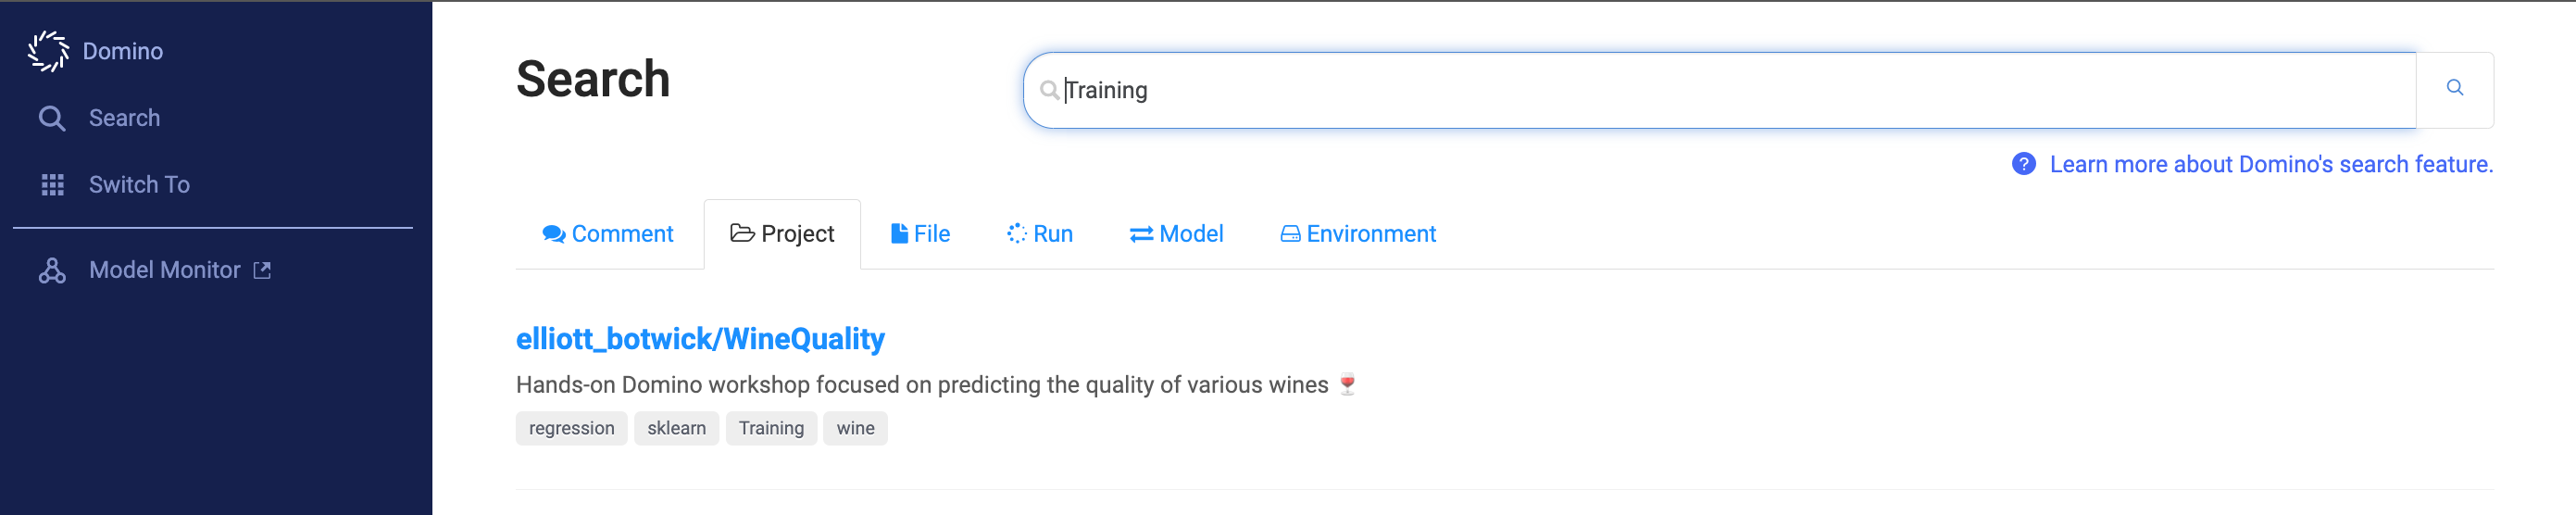 Domino
Search
Switch To
Model Monitor
Search
Training
? Learn more about Domino's search feature.
Comment Project File Run Model Environment
elliott_botwick/WineQuality
Hands-on Domino workshop focused on predicting the quality of various wines 🍷
regression sklearn Training wine